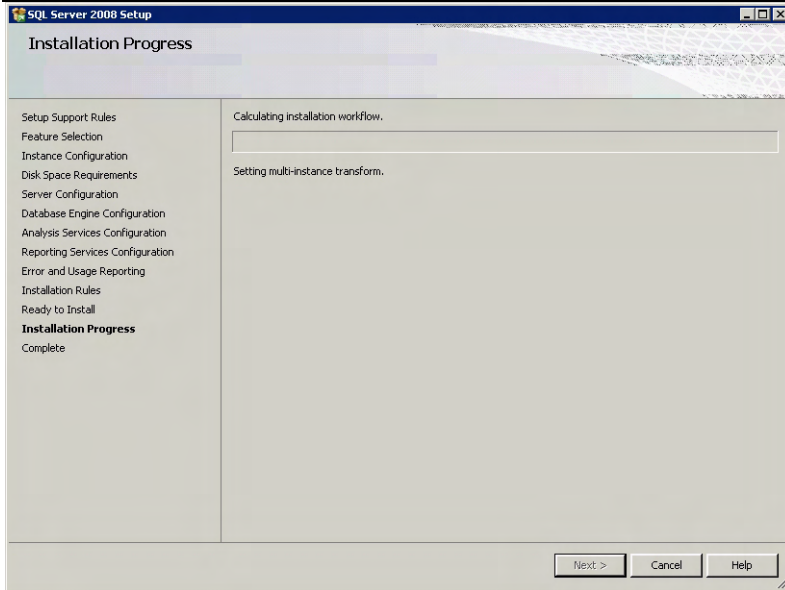 SQL Server 2008 Setup
Installation Progress
Setup Support Rules
Feature Selection
Instance Configuration
Disk Space Requirements
Server Configuration
Database Engine Configuration
Analysis Services Configuration
Reporting Services Configuration
Error and Usage Reporting
Installation Rules
Ready to Install
Installation Progress
Complete
Calculating installation workflow.
Setting multi-instance transform.
Next >
Cancel
Help